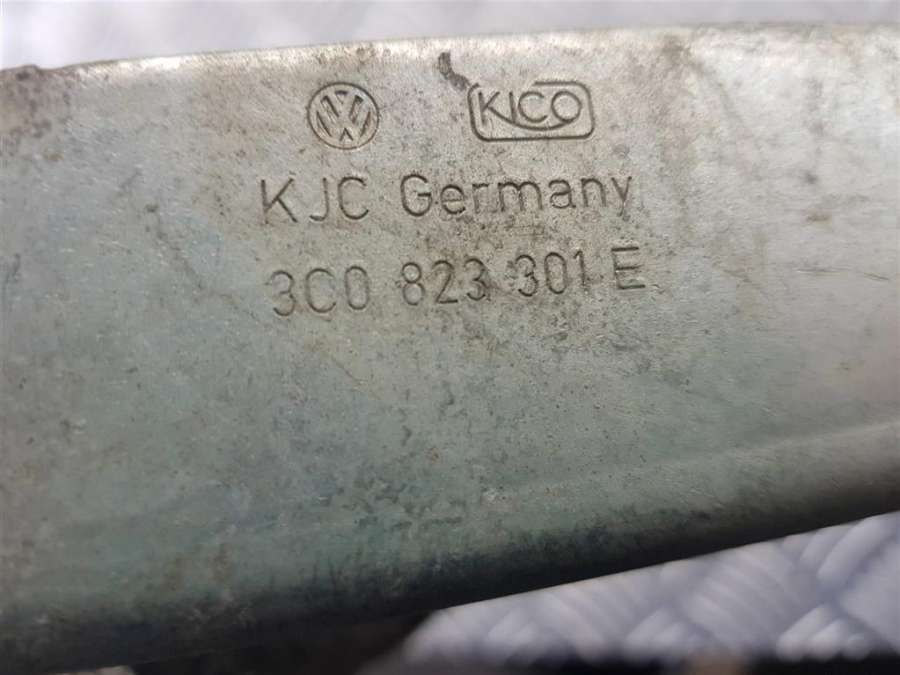 VW KICO
KJC Germany
3C0 823 301 E